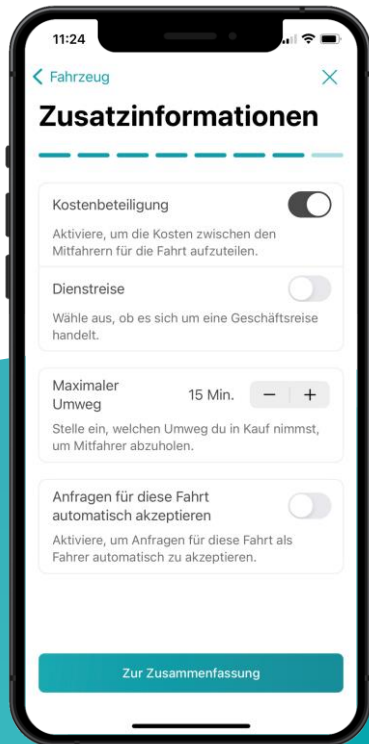 11:24
Fahrzeug
Zusatzinformationen
Kostenbeteiligung
Aktiviere, um die Kosten zwischen den
Mitfahrern für die Fahrt aufzuteilen.
Dienstreise
Wähle aus, ob es sich um eine Geschäftsreise
handelt.
Maximaler
Umweg
15 Min. − +
Stelle ein, welchen Umweg du in Kauf nimmst,
um Mitfahrer abzuholen.
Anfragen für diese Fahrt
automatisch akzeptieren
Aktiviere, um Anfragen für diese Fahrt als
Fahrer automatisch zu akzeptieren.
Zur Zusammenfassung